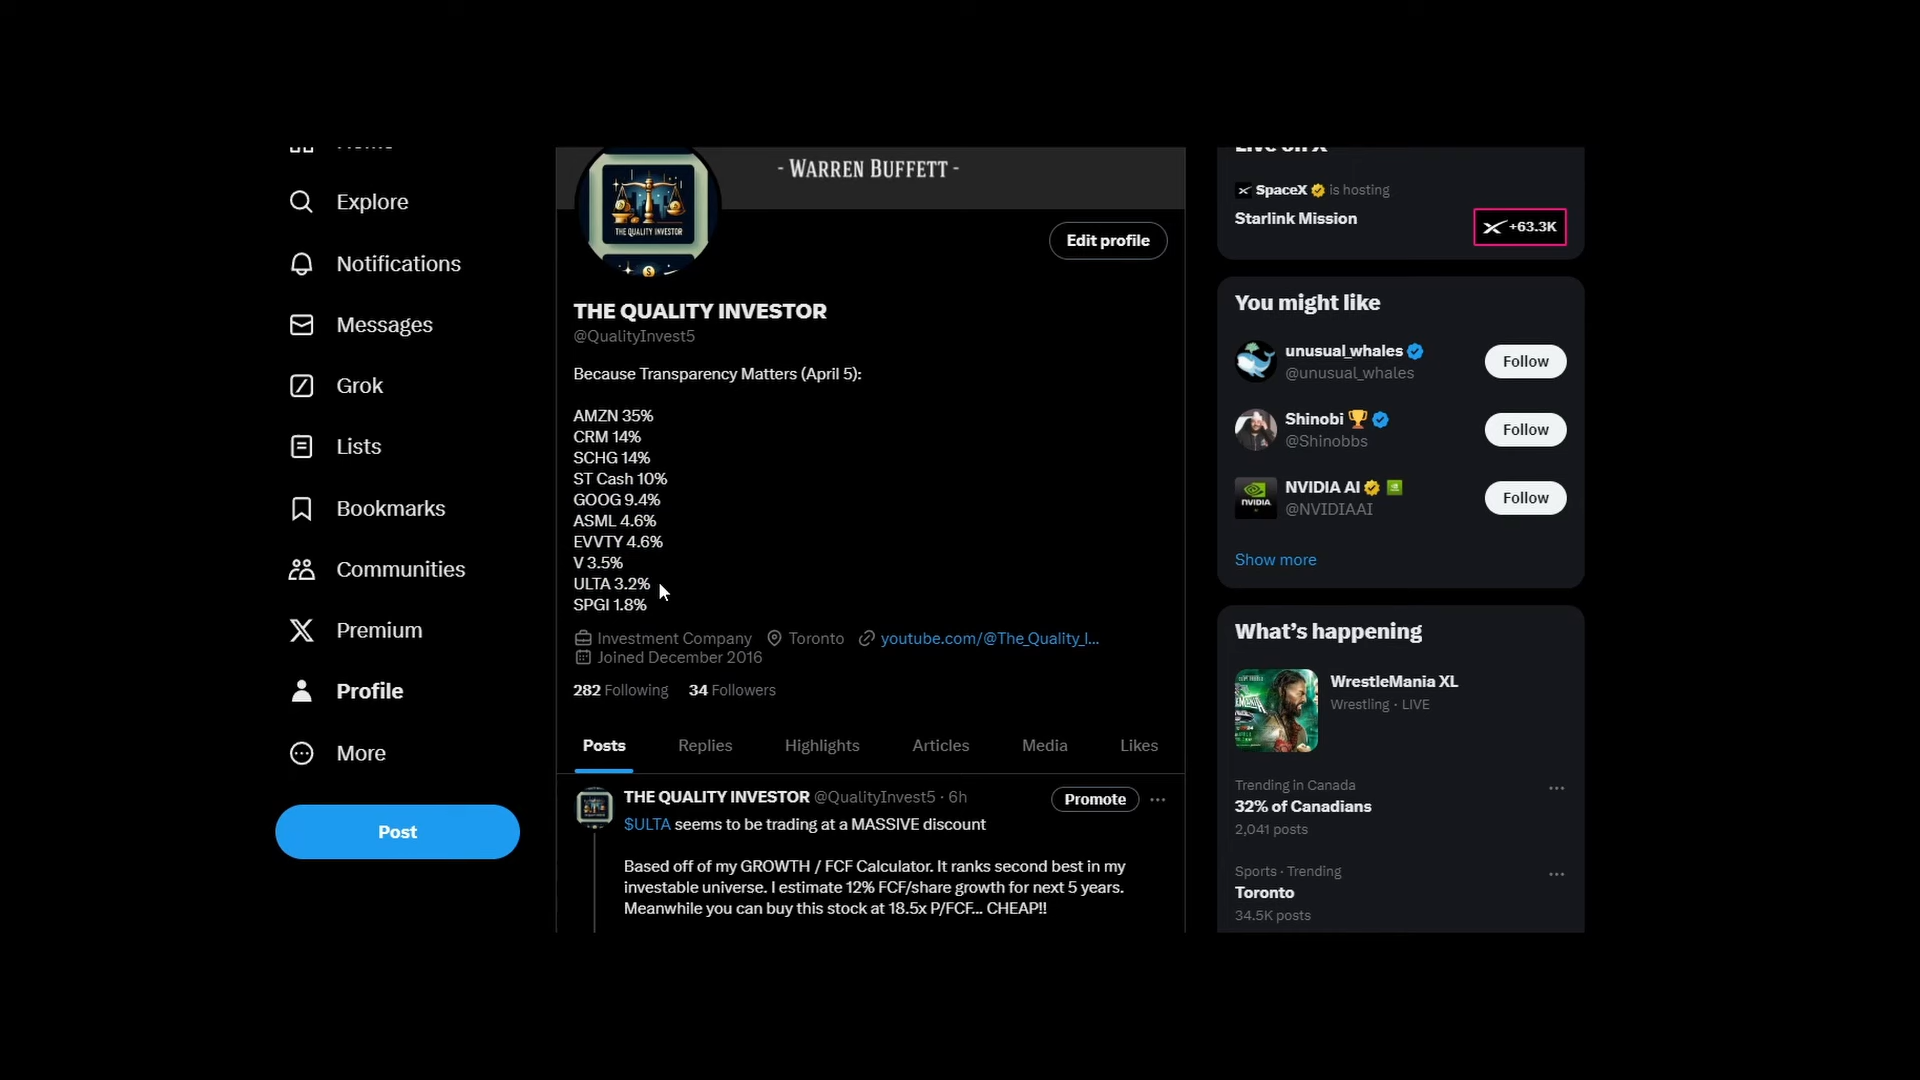 Explore
Notifications
Messages
Grok
Lists
Bookmarks
Communities
Premium
Profile
More
Post
- WARREN BUFFETT -
THE QUALITY INVESTOR
Edit profile
THE QUALITY INVESTOR
@QualityInvest5
Because Transparency Matters (April 5):
AMZN 35%
CRM 14%
SCHG 14%
ST Cash 10%
GOOG 9.4%
ASML 4.6%
EVVTY 4.6%
V 3.5%
ULTA 3.2%
SPGI 1.8%
Investment Company Toronto youtube.com/@The_Quality_I...
Joined December 2016
282 Following 34 Followers
Posts Replies Highlights Articles Media Likes
THE QUALITY INVESTOR @QualityInvest5 · 6h
Promote
$ULTA seems to be trading at a MASSIVE discount
Based off of my GROWTH / FCF Calculator. It ranks second best in my
investable universe. I estimate 12% FCF/share growth for next 5 years.
Meanwhile you can buy this stock at 18.5x P/FCF... CHEAP!!
Live on X
SpaceX is hosting
Starlink Mission
+63.3K
You might like
unusual_whales
@unusual_whales
Follow
Shinobi
@Shinobbs
Follow
NVIDIA
NVIDIA AI
@NVIDIAAI
Follow
Show more
What's happening
WrestleMania XL
Wrestling · LIVE
Trending in Canada
32% of Canadians
2,041 posts
Sports · Trending
Toronto
34.5K posts